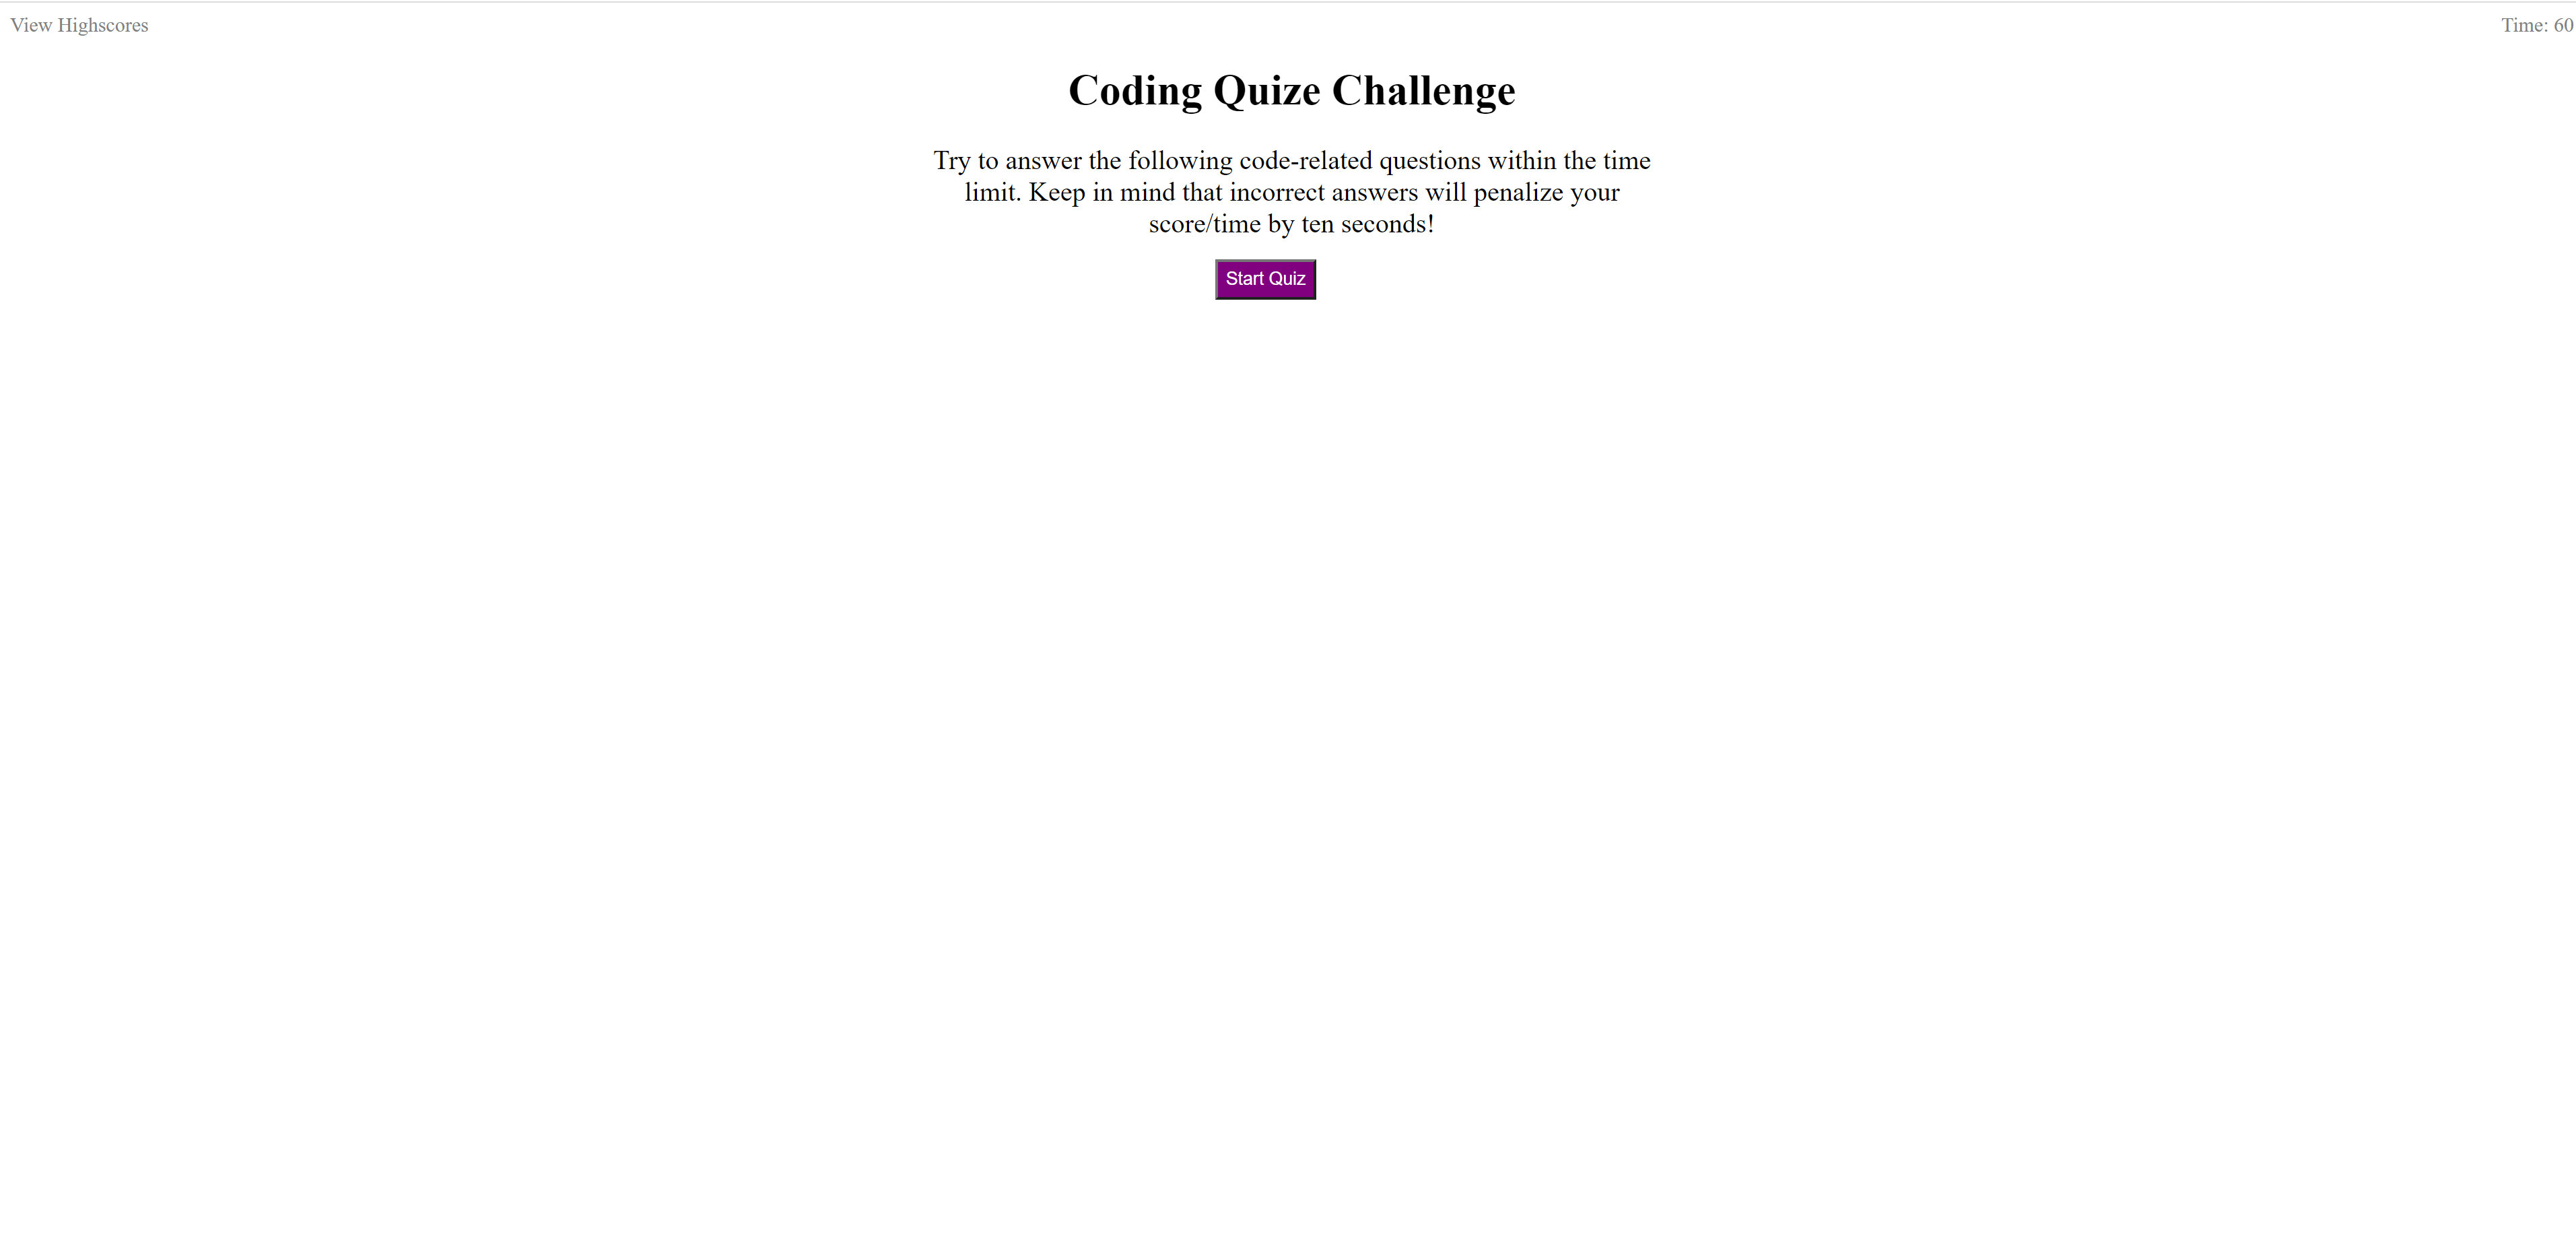 View Highscores
Time: 60
Coding Quize Challenge
Try to answer the following code-related questions within the time
limit. Keep in mind that incorrect answers will penalize your
score/time by ten seconds!
Start Quiz